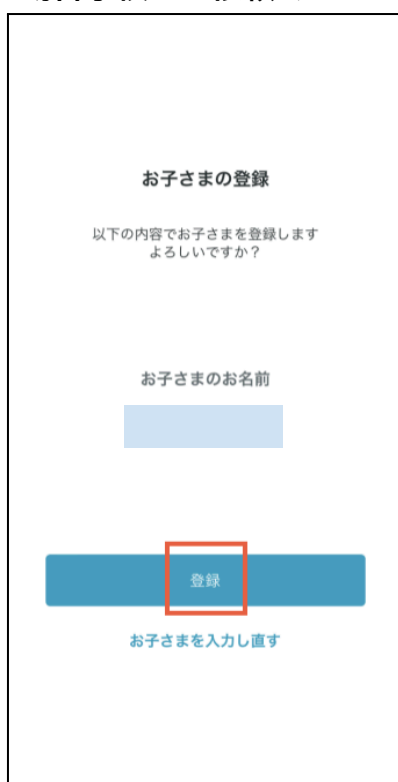 お子さまの登録
以下の内容でお子さまを登録します
よろしいですか？
お子さまのお名前
登録
お子さまを入力し直す